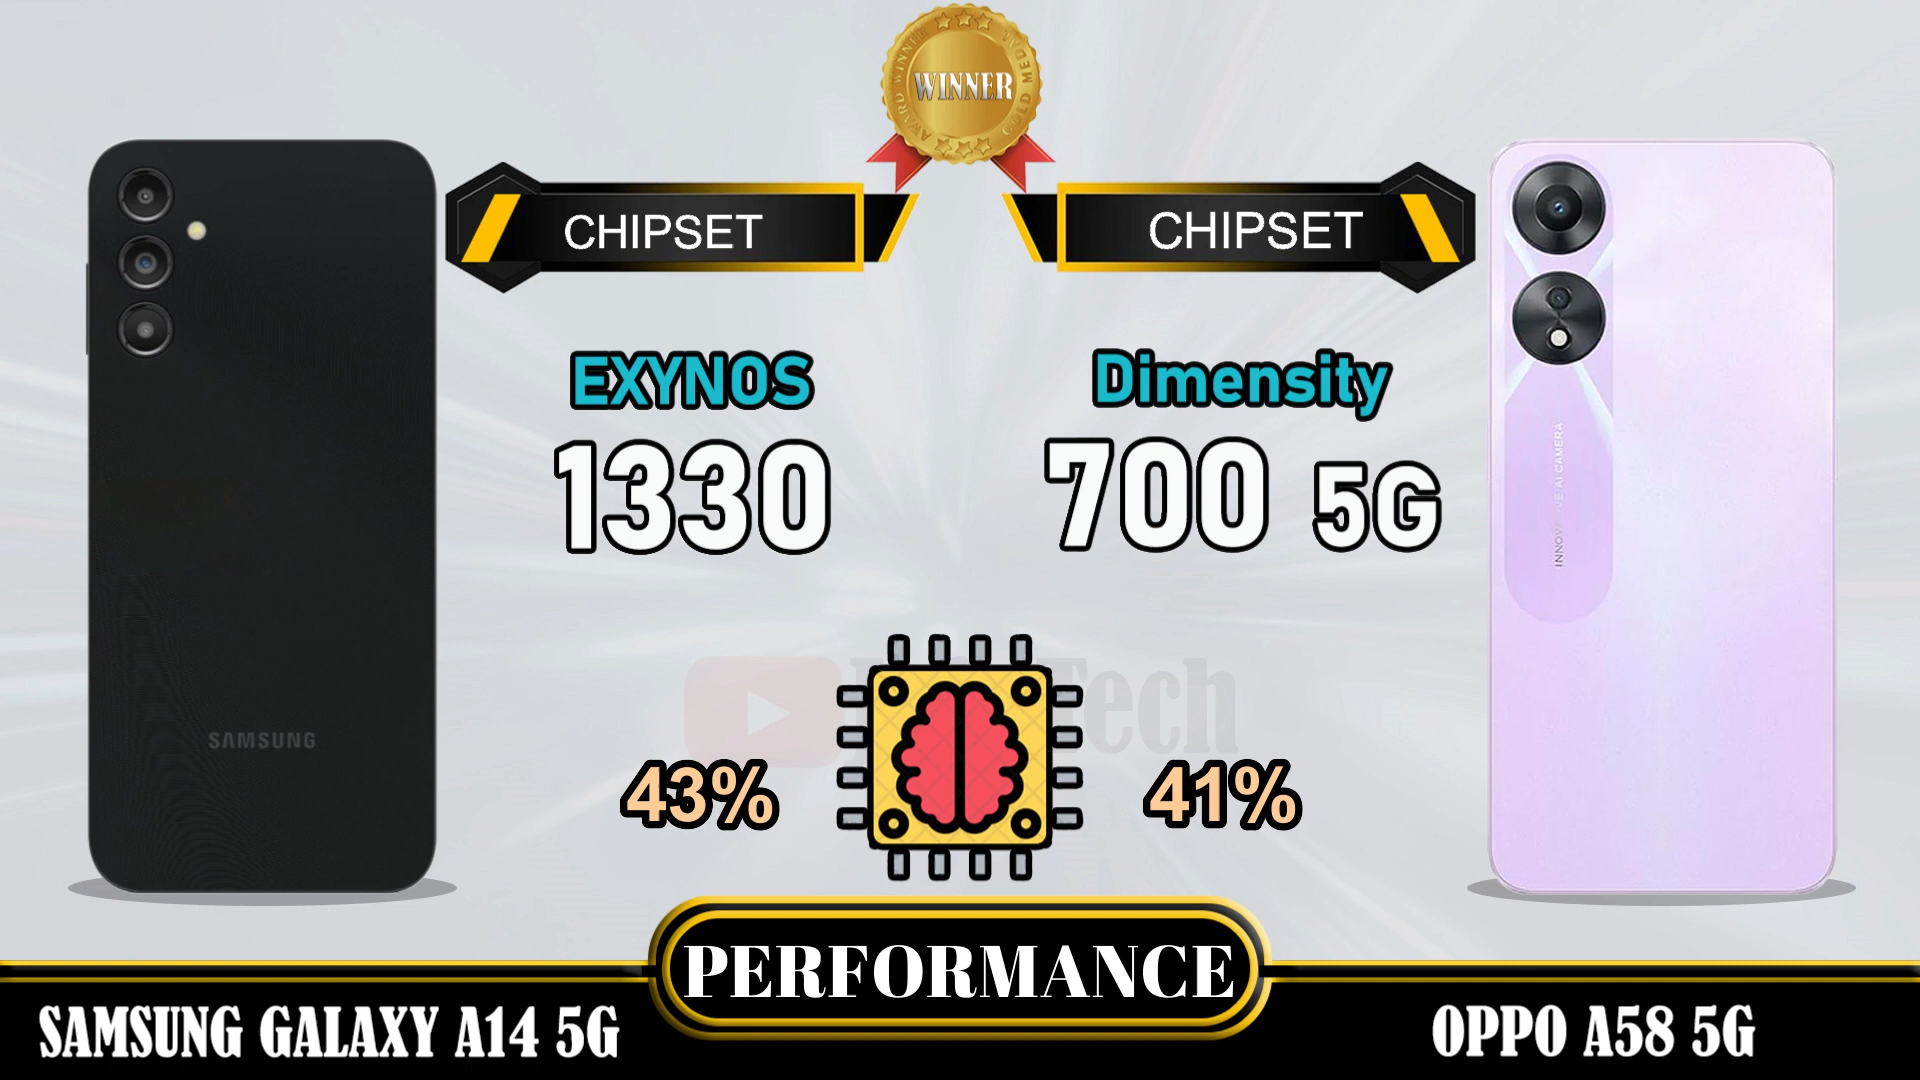 WINNER
CHIPSET
CHIPSET
EXYNOS
1330
Dimensity
700 5G
SAMSUNG
Tech
43%
41%
PERFORMANCE
SAMSUNG GALAXY A14 5G
OPPO A58 5G